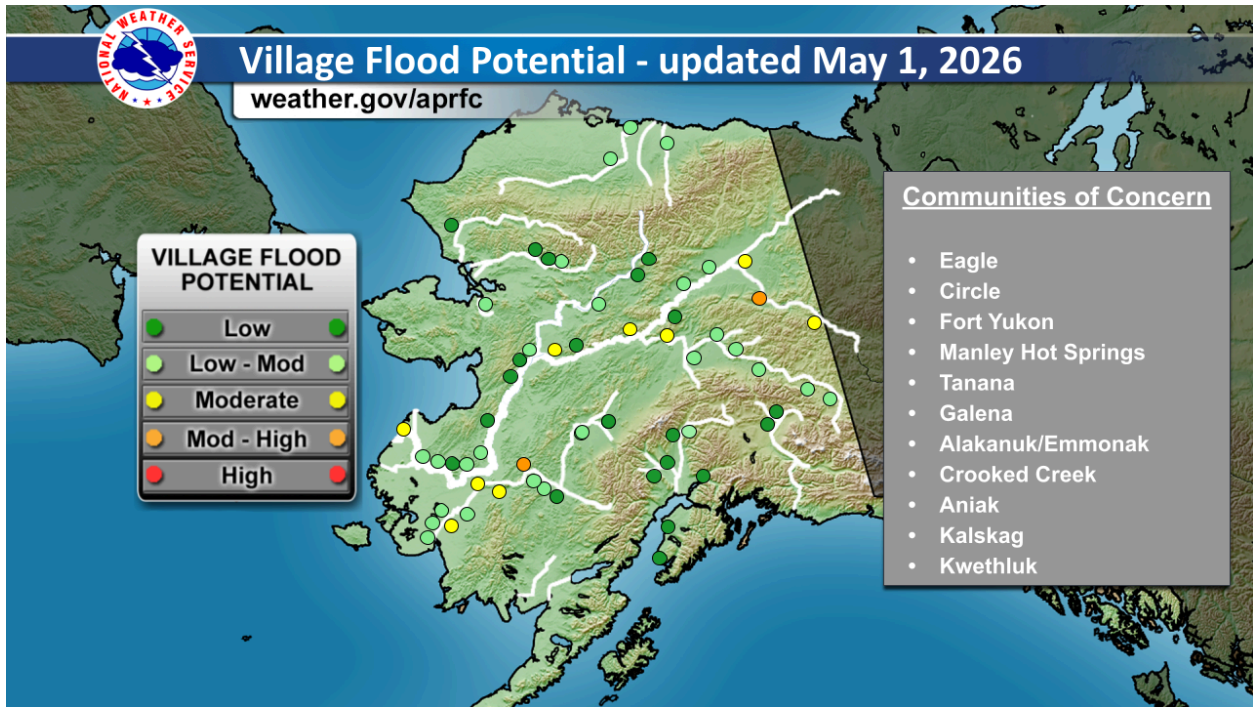 NATIONAL WEATHER SERVICE
Village Flood Potential - updated May 1, 2026
weather.gov/aprfc
VILLAGE FLOOD
POTENTIAL
Low
Low - Mod
Moderate
Mod - High
High
Communities of Concern
• Eagle
• Circle
• Fort Yukon
• Manley Hot Springs
• Tanana
• Galena
• Alakanuk/Emmonak
• Crooked Creek
• Aniak
• Kalskag
• Kwethluk